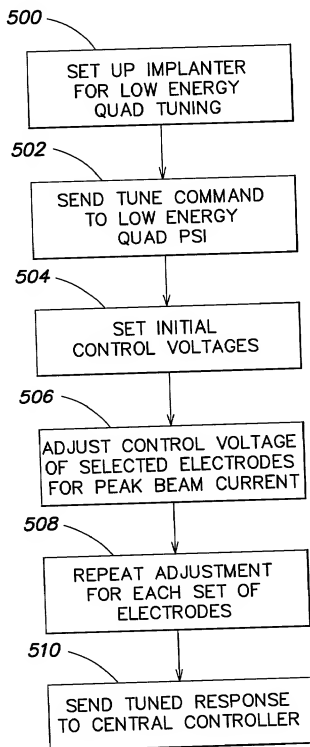 500
SET UP IMPLANTER
FOR LOW ENERGY
QUAD TUNING
502
SEND TUNE COMMAND
TO LOW ENERGY
QUAD PSI
504
SET INITIAL
CONTROL VOLTAGES
506
ADJUST CONTROL VOLTAGE
OF SELECTED ELECTRODES
FOR PEAK BEAM CURRENT
508
REPEAT ADJUSTMENT
FOR EACH SET OF
ELECTRODES
510
SEND TUNED RESPONSE
TO CENTRAL CONTROLLER